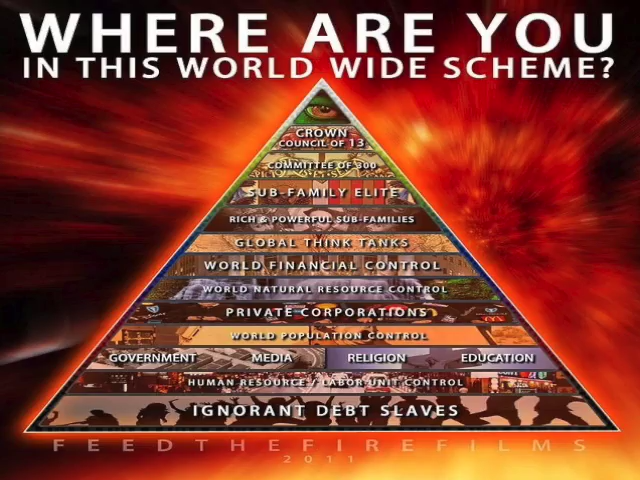 WHERE ARE YOU
IN THIS WORLD WIDE SCHEME?
CROWN
COUNCIL OF 13
COMMITTEE OF 300
SUB-FAMILY ELITE
RICH & POWERFUL SUB-FAMILIES
GLOBAL THINK TANKS
WORLD FINANCIAL CONTROL
WORLD NATURAL RESOURCE CONTROL
PRIVATE CORPORATIONS
WORLD POPULATION CONTROL
GOVERNMENT MEDIA RELIGION EDUCATION
HUMAN RESOURCE / LABOR UNIT CONTROL
IGNORANT DEBT SLAVES
FEEDTHEFIREFILMS
2011